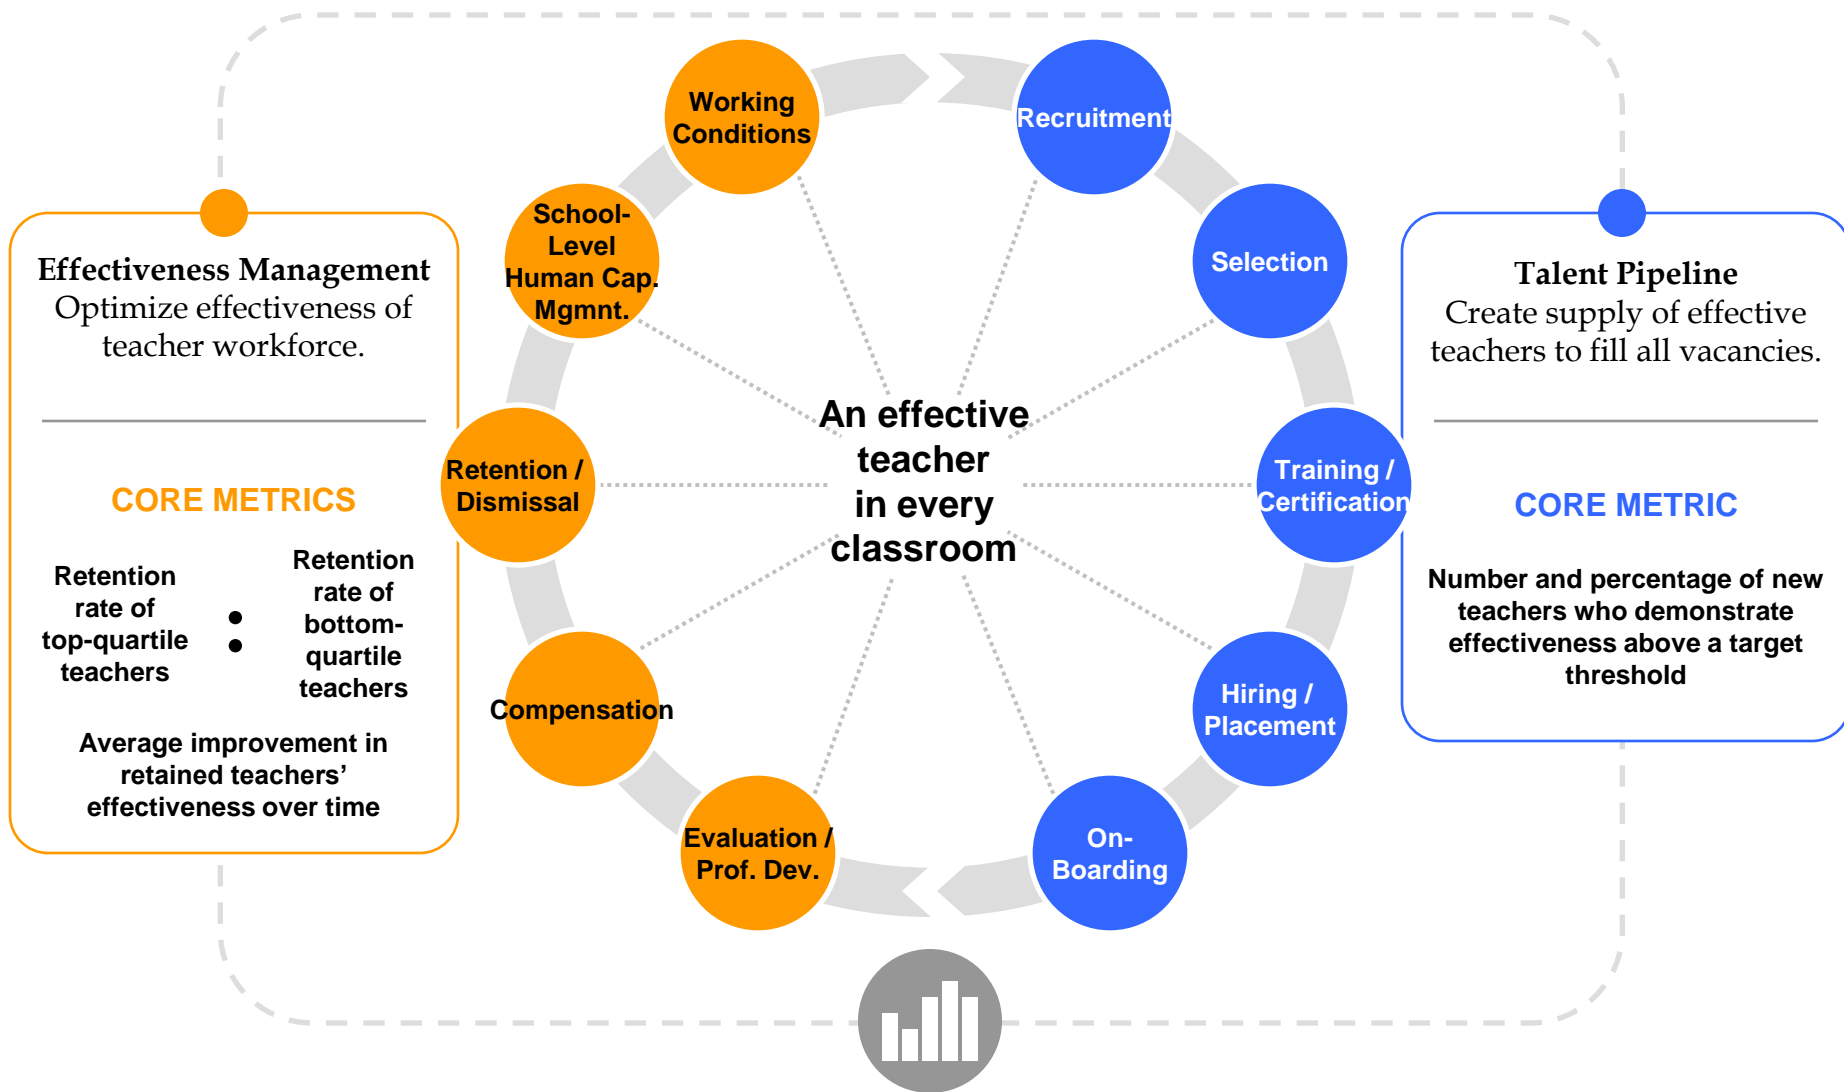 Working
Conditions
Recruitment
School-
Level
Human Cap.
Mgmnt.
Selection
Effectiveness Management
Optimize effectiveness of
teacher workforce.
Talent Pipeline
Create supply of effective
teachers to fill all vacancies.
An effective
teacher
in every
classroom
Retention /
Dismissal
Training /
Certification
CORE METRICS
Retention
rate of
top-quartile
teachers
:
Retention
rate of
bottom-
quartile
teachers
Average improvement in
retained teachers’
effectiveness over time
CORE METRIC
Number and percentage of new
teachers who demonstrate
effectiveness above a target
threshold
Compensation
Hiring /
Placement
Evaluation /
Prof. Dev.
On-
Boarding